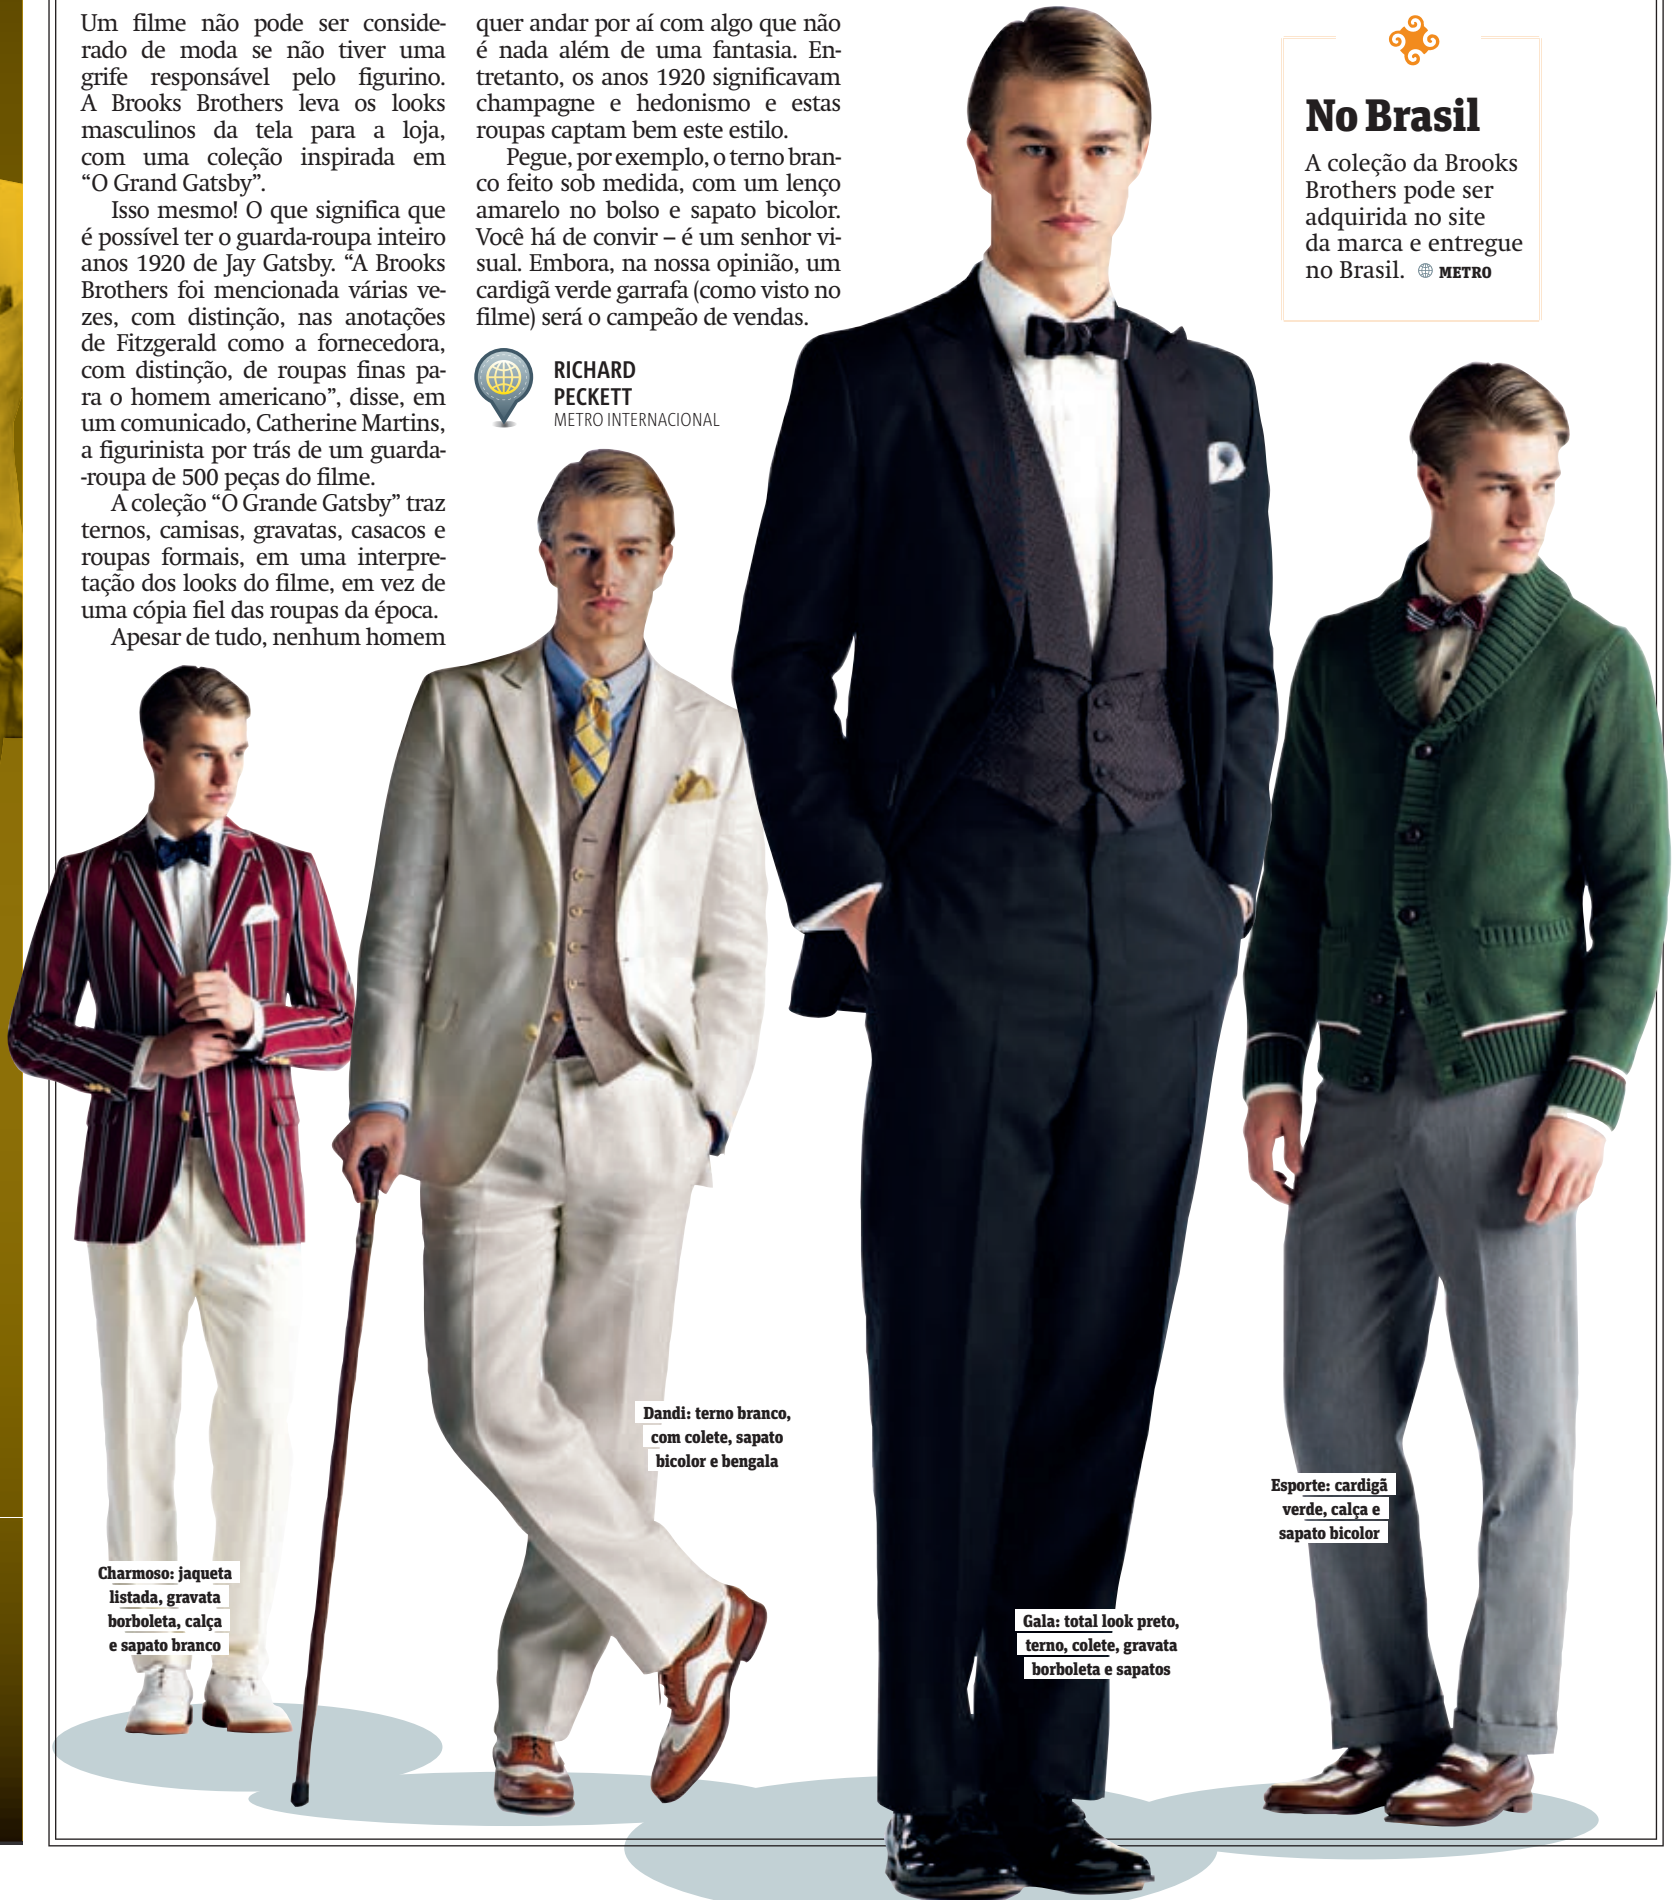 Um filme não pode ser conside-
rado de moda se não tiver uma
grife responsável pelo figurino.
A Brooks Brothers leva os looks
masculinos da tela para a loja,
com uma coleção inspirada em
“O Grand Gatsby”.
Isso mesmo! O que significa que
é possível ter o guarda-roupa inteiro
anos 1920 de Jay Gatsby. “A Brooks
Brothers foi mencionada várias ve-
zes, com distinção, nas anotações
de Fitzgerald como a fornecedora,
com distinção, de roupas finas pa-
ra o homem americano”, disse, em
um comunicado, Catherine Martins,
a figurinista por trás de um guarda-
-roupa de 500 peças do filme.
A coleção “O Grande Gatsby” traz
ternos, camisas, gravatas, casacos e
roupas formais, em uma interpre-
tação dos looks do filme, em vez de
uma cópia fiel das roupas da época.
Apesar de tudo, nenhum homem
quer andar por aí com algo que não
é nada além de uma fantasia. En-
tretanto, os anos 1920 significavam
champagne e hedonismo e estas
roupas captam bem este estilo.
Pegue, por exemplo, o terno bran-
co feito sob medida, com um lenço
amarelo no bolso e sapato bicolor.
Você há de convir – é um senhor vi-
sual. Embora, na nossa opinião, um
cardigã verde garrafa (como visto no
filme) será o campeão de vendas.
RICHARD
PECKETT
METRO INTERNACIONAL
No Brasil
A coleção da Brooks
Brothers pode ser
adquirida no site
da marca e entregue
no Brasil. METRO
Dandi: terno branco,
com colete, sapato
bicolor e bengala
Esporte: cardigã
verde, calça e
sapato bicolor
Charmoso: jaqueta
listada, gravata
borboleta, calça
e sapato branco
Gala: total look preto,
terno, colete, gravata
borboleta e sapatos